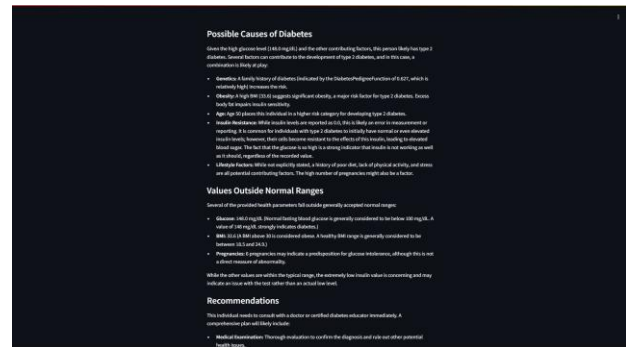 Possible Causes of Diabetes
Given the high glucose level (148.0 mg/dL) and the other contributing factors, this person likely has type 2
diabetes. Several factors can contribute to the development of type 2 diabetes, and in this case, a
combination is likely at play:
• Genetics: A family history of diabetes (indicated by the DiabetesPedigreeFunction of 0.627, which is
relatively high) increases the risk.
• Obesity: A high BMI (33.6) suggests significant obesity, a major risk factor for type 2 diabetes. Excess
body fat impairs insulin sensitivity.
• Age: Age 50 places this individual in a higher risk category for developing type 2 diabetes.
• Insulin Resistance: While insulin levels are reported as 0.0, this is likely an error in measurement or
reporting. It is common for individuals with type 2 diabetes to initially have normal or even elevated
insulin levels, however, their cells become resistant to the effects of this insulin, leading to elevated
blood sugar. The fact that the glucose is so high is a strong indicator that insulin is not working as well
as it should, regardless of the recorded value.
• Lifestyle Factors: While not explicitly stated, a history of poor diet, lack of physical activity, and stress
are all potential contributing factors. The high number of pregnancies might also be a factor.
Values Outside Normal Ranges
Several of the provided health parameters fall outside generally accepted normal ranges:
• Glucose: 148.0 mg/dL (Normal fasting blood glucose is generally considered to be below 100 mg/dL. A
value of 148 mg/dL strongly indicates diabetes.)
• BMI: 33.6 (A BMI above 30 is considered obese. A healthy BMI range is generally considered to be
between 18.5 and 24.9.)
• Pregnancies: 6 pregnancies may indicate a predisposition for glucose intolerance, although this is not
a direct measure of abnormality.
While the other values are within the typical range, the extremely low insulin value is concerning and may
indicate an issue with the test rather than an actual low level.
Recommendations
This individual needs to consult with a doctor or certified diabetes educator immediately. A
comprehensive plan will likely include:
• Medical Examination: Thorough evaluation to confirm the diagnosis and rule out other potential
health issues.